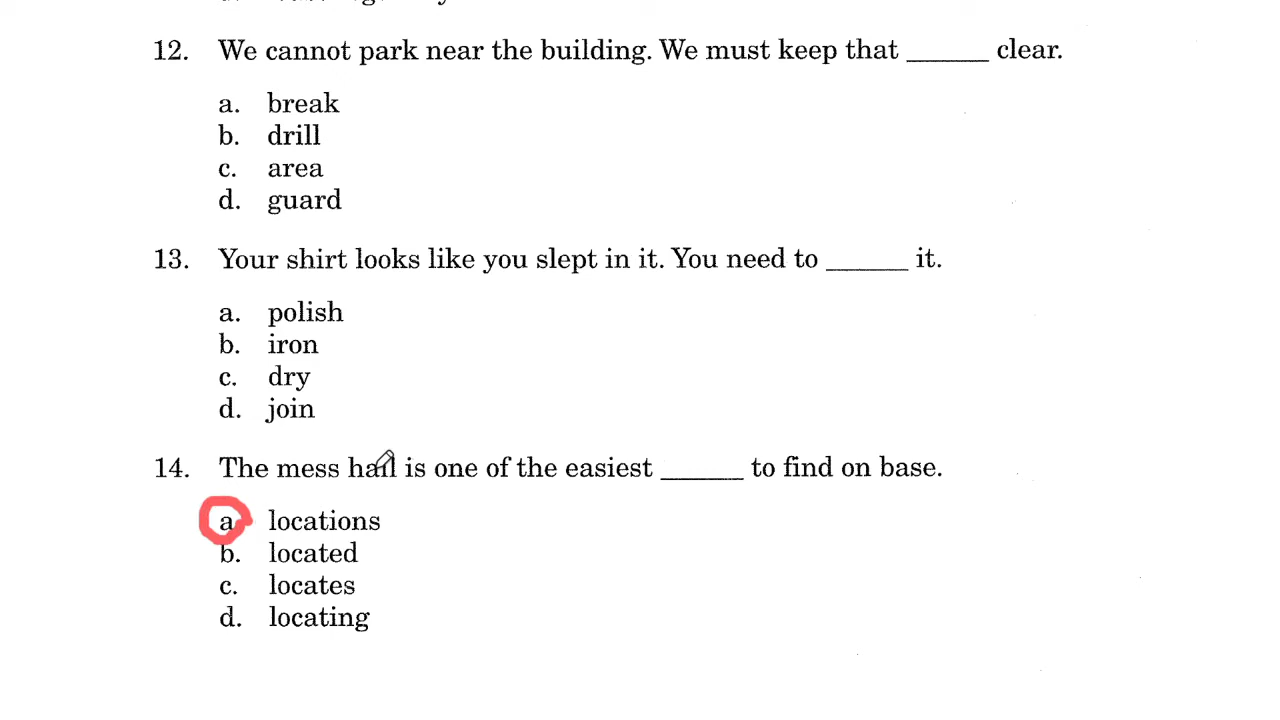 12. We cannot park near the building. We must keep that ______ clear.
a. break
b. drill
c. area
d. guard
13. Your shirt looks like you slept in it. You need to ______ it.
a. polish
b. iron
c. dry
d. join
14. The mess hall is one of the easiest ______ to find on base.
a. locations
b. located
c. locates
d. locating